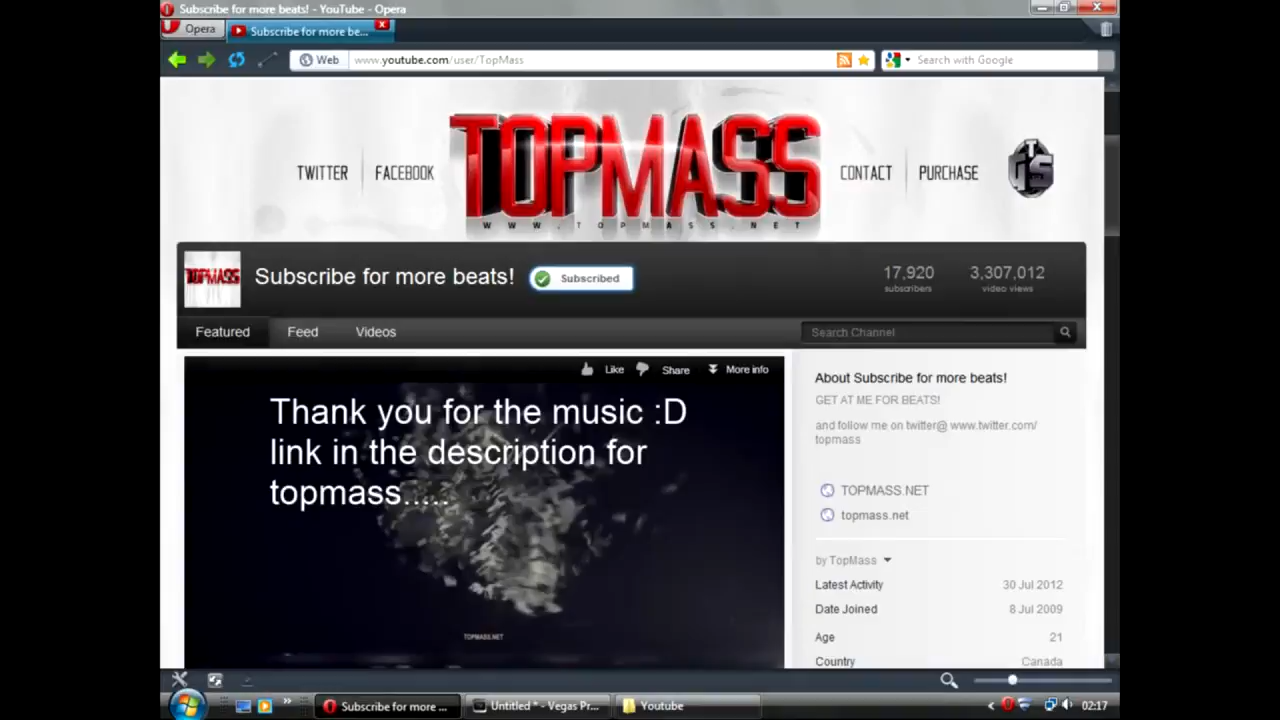 Subscribe for more beats! - YouTube - Opera
Opera
Subscribe for more be...
Web
www.youtube.com/user/TopMass
Search with Google
TWITTER
FACEBOOK
TOPMASS
WWW.TOPMASS.NET
CONTACT
PURCHASE
TOPMASS
Subscribe for more beats!
Subscribed
17,920
subscribers
3,307,012
video views
Featured
Feed
Videos
Search Channel
Like
Share
More info
Thank you for the music :D
link in the description for
topmass.....
TOPMASS.NET
About Subscribe for more beats!
GET AT ME FOR BEATS!
and follow me on twitter@ www.twitter.com/
topmass
TOPMASS.NET
topmass.net
by TopMass
Latest Activity 30 Jul 2012
Date Joined 8 Jul 2009
Age 21
Country Canada
Subscribe for more ...
Untitled * - Vegas Pr...
Youtube
02:17